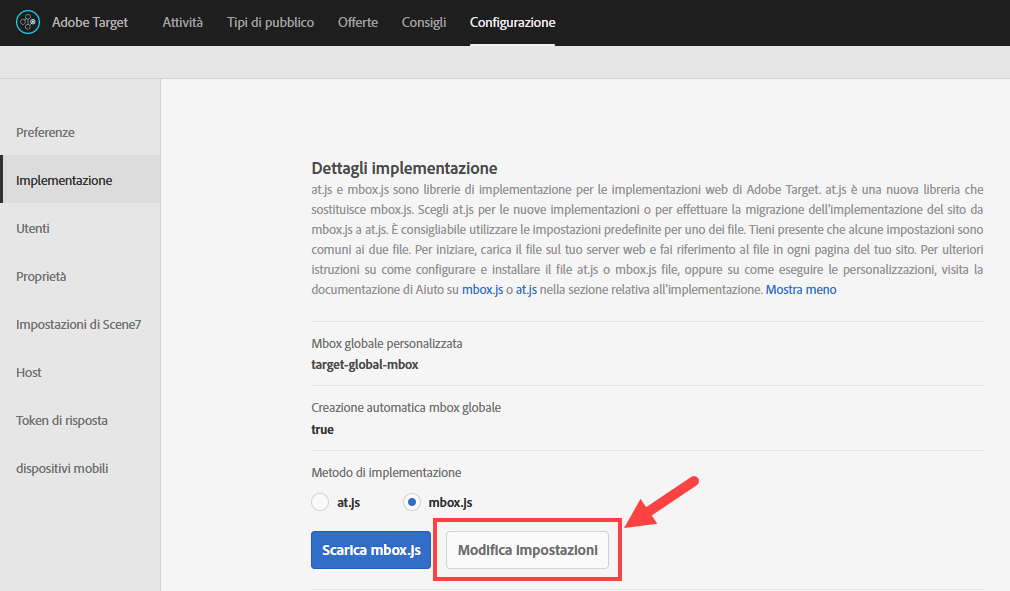 Adobe Target Attività Tipi di pubblico Offerte Consigli Configurazione
Preferenze
Implementazione
Utenti
Proprietà
Impostazioni di Scene7
Host
Token di risposta
dispositivi mobili
Dettagli implementazione
at.js e mbox.js sono librerie di implementazione per le implementazioni web di Adobe Target. at.js è una nuova libreria che
sostituisce mbox.js. Scegli at.js per le nuove implementazioni o per effettuare la migrazione dell'implementazione del sito da
mbox.js a at.js. È consigliabile utilizzare le impostazioni predefinite per uno dei file. Tieni presente che alcune impostazioni sono
comuni ai due file. Per iniziare, carica il file sul tuo server web e fai riferimento al file in ogni pagina del tuo sito. Per ulteriori
istruzioni su come configurare e installare il file at.js o mbox.js file, oppure su come eseguire le personalizzazioni, visita la
documentazione di Aiuto su mbox.js o at.js nella sezione relativa all'implementazione. Mostra meno
Mbox globale personalizzata
target-global-mbox
Creazione automatica mbox globale
true
Metodo di implementazione
at.js mbox.js
Scarica mbox.js Modifica impostazioni